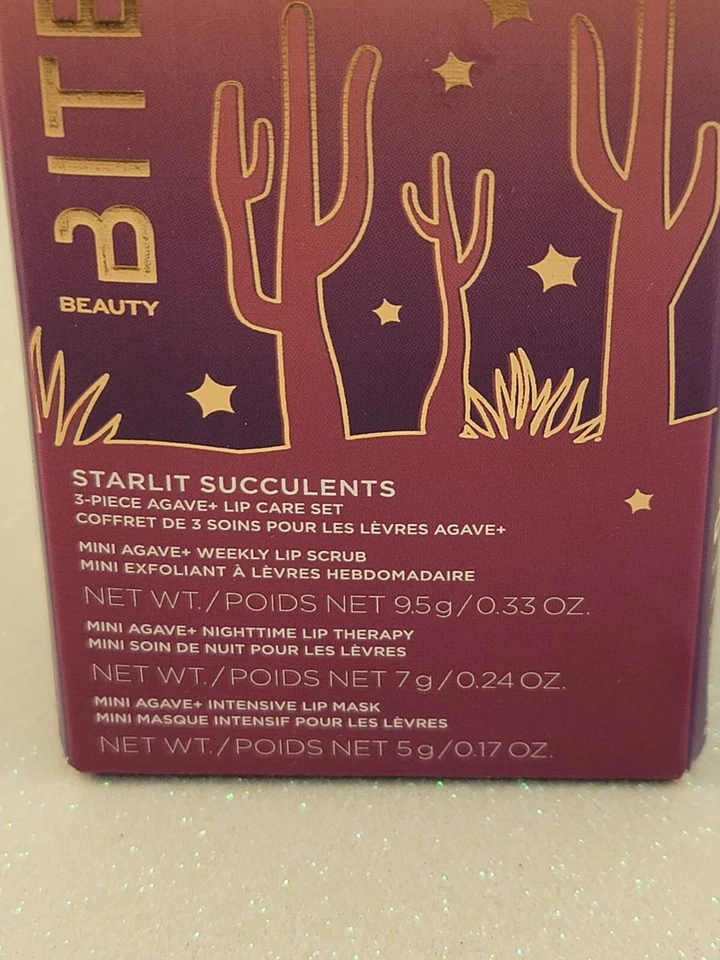 BITE
BEAUTY
STARLIT SUCCULENTS
3-PIECE AGAVE+ LIP CARE SET
COFFRET DE 3 SOINS POUR LES LÈVRES AGAVE+
MINI AGAVE+ WEEKLY LIP SCRUB
MINI EXFOLIANT À LÈVRES HEBDOMADAIRE
NET WT./POIDS NET 9.5g/0.33 OZ.
MINI AGAVE+ NIGHTTIME LIP THERAPY
MINI SOIN DE NUIT POUR LES LÈVRES
NET WT./POIDS NET 7g/0.24 OZ.
MINI AGAVE+ INTENSIVE LIP MASK
MINI MASQUE INTENSIF POUR LES LÈVRES
NET WT./POIDS NET 5g/0.17 OZ.